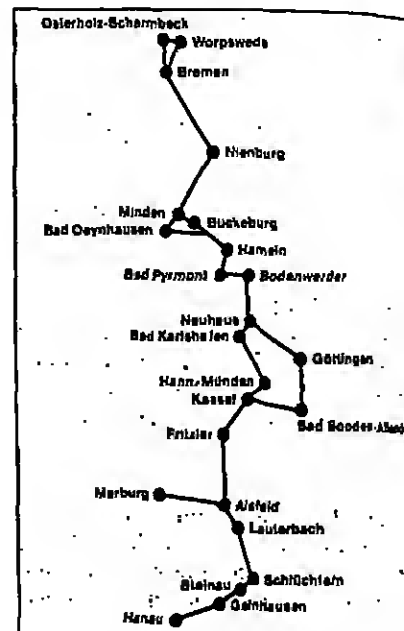 Osterholz-Scharmbeck
Worpswede
Bremen
Nienburg
Minden
Bückeburg
Bad Oeynhausen
Hameln
Bad Pyrmont
Bodenwerder
Neuhaus
Bad Karlshafen
Göttingen
Hann. Münden
Kassel
Bad Sooden-
Fritzlar
Marburg
Alsfeld
Lauterbach
Schlüchtern
Steinau
Gelnhausen
Hanau